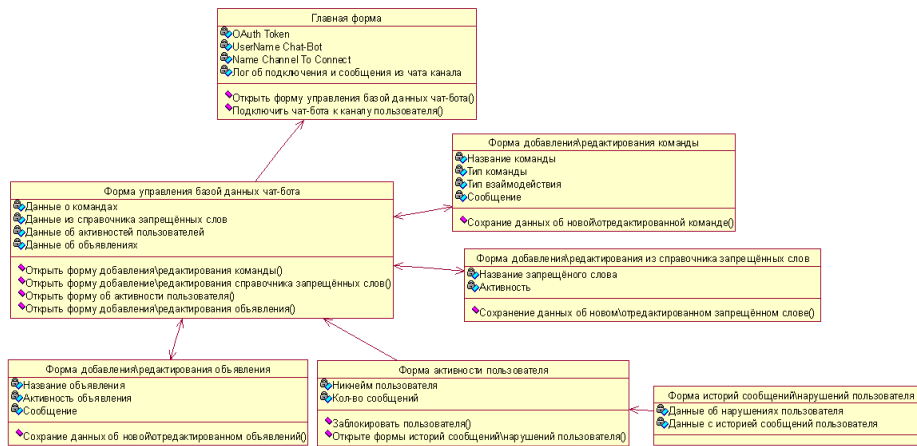 Главная форма
OAuth Token
UserName Chat-Bot
Name Channel To Connect
Лог об подключения и сообщения из чата канала
Открыть форму управления базой данных чат-бота()
Подключить чат-бота к каналу пользователя()
Форма добавления\редактирования команды
Название команды
Тип команды
Тип взаимодействия
Сообщение
Сохрание данных об новой\отредактированной команде()
Форма управления базой данных чат-бота
Данные о командах
Данные из справочника запрещённых слов
Данные об активностей пользователей
Данные об объявлениях
Открыть форму добавления\редактирования команды()
Открыть форму добавление\редактирования справочника запрещённых слов()
Открыть форму об активности пользователя()
Открыть форму добавления\редактирования объявления()
Форма добавления\редактирования из справочника запрещённых слов
Название запрещёного слова
Активность
Сохранение данных об новом\отредактированном запрещённом слове()
Форма добавления\редактирования объявления
Название объявления
Активность объявления
Сообщение
Сохрание данных об новой\отредактированном объявлений()
Форма активности пользователя
Никнейм пользователя
Кол-во сообщений
Заблокировать пользователя()
Открыте формы историй сообщений\нарушений пользователя()
Форма историй сообщений\нарушений пользователя
Данные об нарушениях пользователя
Данные с историей сообщений пользователя